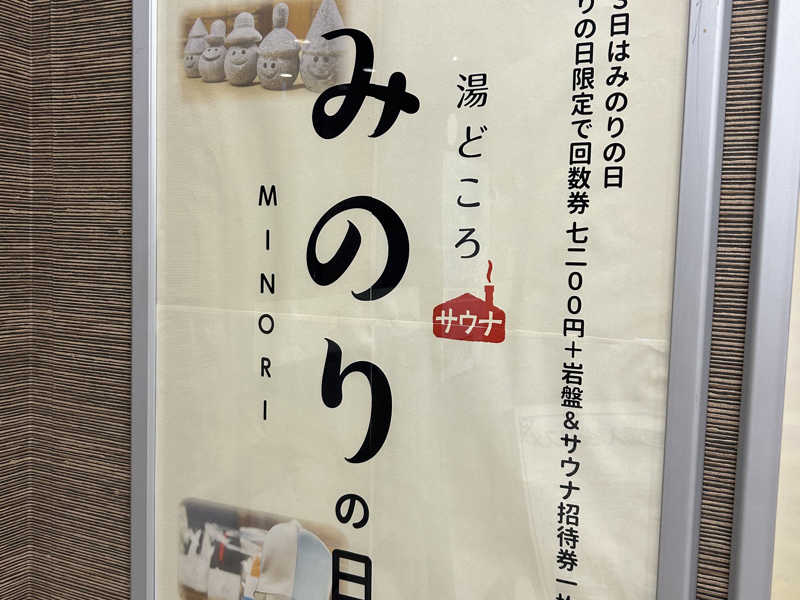 3日はみのりの日
りの日限定で回数券 七二〇〇円＋岩盤＆サウナ招待券一
湯どころ
サウナ
みのりの日
MINORI